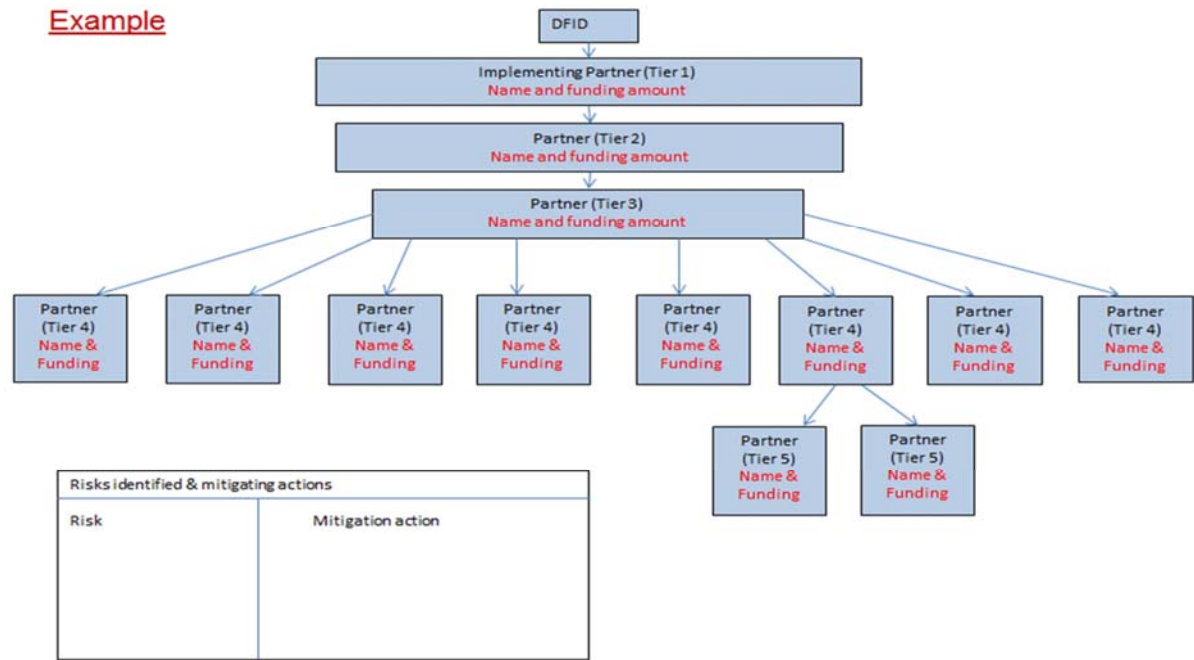 Example
DFID
Implementing Partner (Tier 1)
Name and funding amount
Partner (Tier 2)
Name and funding amount
Partner (Tier 3)
Name and funding amount
Partner
(Tier 4)
Name &
Funding
Partner
(Tier 4)
Name &
Funding
Partner
(Tier 4)
Name &
Funding
Partner
(Tier 4)
Name &
Funding
Partner
(Tier 4)
Name &
Funding
Partner
(Tier 4)
Name &
Funding
Partner
(Tier 4)
Name &
Funding
Partner
(Tier 4)
Name &
Funding
Partner
(Tier 5)
Name &
Funding
Partner
(Tier 5)
Name &
Funding
Risks identified & mitigating actions
Risk
Mitigation action